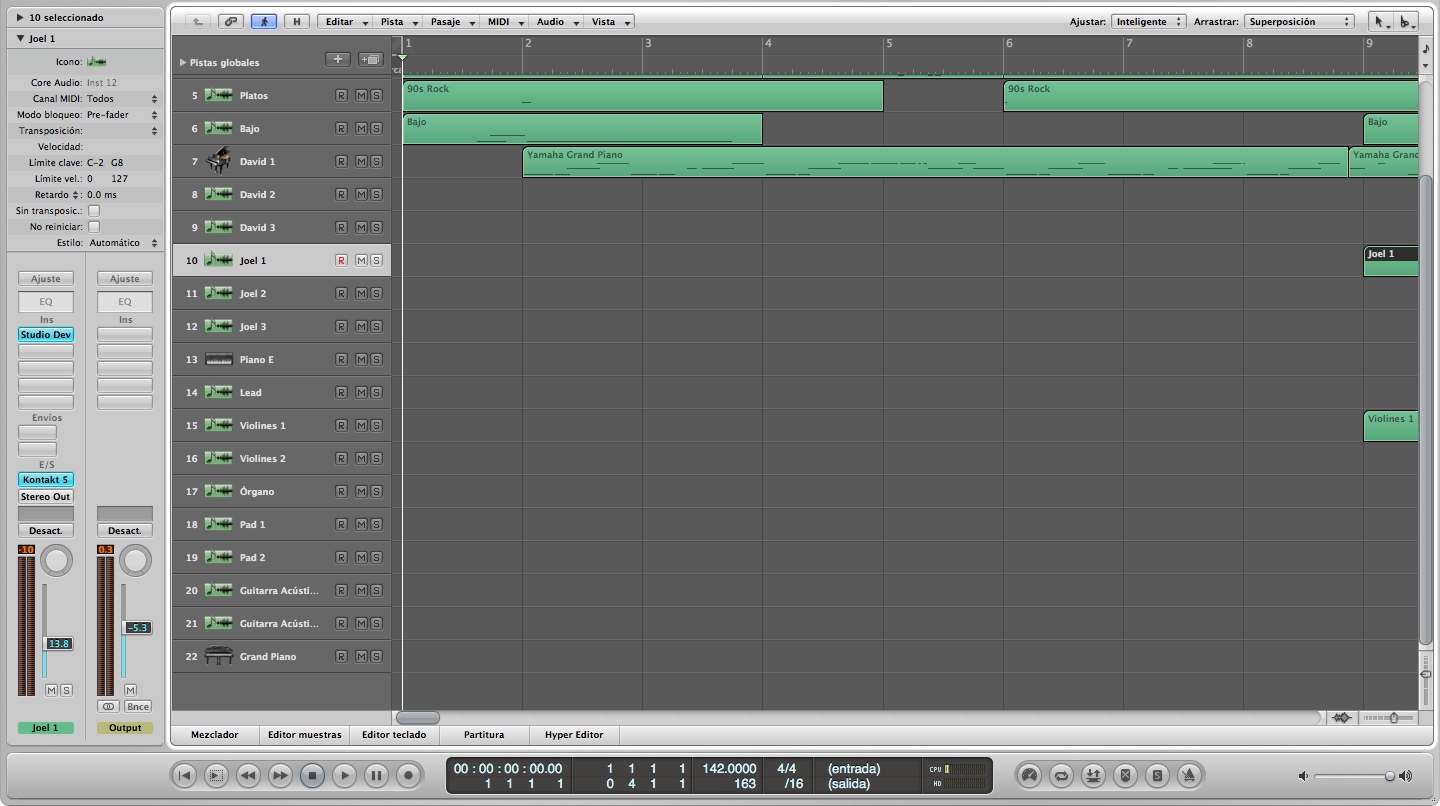 10 seleccionado
Joel 1
Icono:
Core Audio: Inst 12
Canal MIDI: Todos
Modo bloqueo: Pre-fader
Transposición:
Velocidad:
Límite clave: C-2 G8
Límite vel.: 0 127
Retardo : 0.0 ms
Sin transposic.:
No reiniciar:
Estilo: Automático
Ajuste Ajuste
EQ EQ
Ins Ins
Studio Dev
Envíos
E/S
Kontakt 5
Stereo Out
Desact. Desact.
-10 0.3
13.8 -5.3
M S M
Bnce
Joel 1 Output
H Editar Pista Pasaje MIDI Audio Vista Ajustar: Inteligente Arrastrar: Superposición
Pistas globales
1 2 3 4 5 6 7 8 9
5 Platos R M S 90s Rock 90s Rock
6 Bajo R M S Bajo Bajo
7 David 1 R M S Yamaha Grand Piano Yamaha Grand
8 David 2 R M S
9 David 3 R M S
10 Joel 1 R M S Joel 1
11 Joel 2 R M S
12 Joel 3 R M S
13 Piano E R M S
14 Lead R M S
15 Violines 1 R M S Violines 1
16 Violines 2 R M S
17 Órgano R M S
18 Pad 1 R M S
19 Pad 2 R M S
20 Guitarra Acústi... R M S
21 Guitarra Acústi... R M S
22 Grand Piano R M S
Mezclador Editor muestras Editor teclado Partitura Hyper Editor
00 : 00 : 00 : 00.00 1 1 1 1 142.0000 4/4 (entrada) CPU
1 1 1 1 0 4 1 1 163 /16 (salida) HD
S